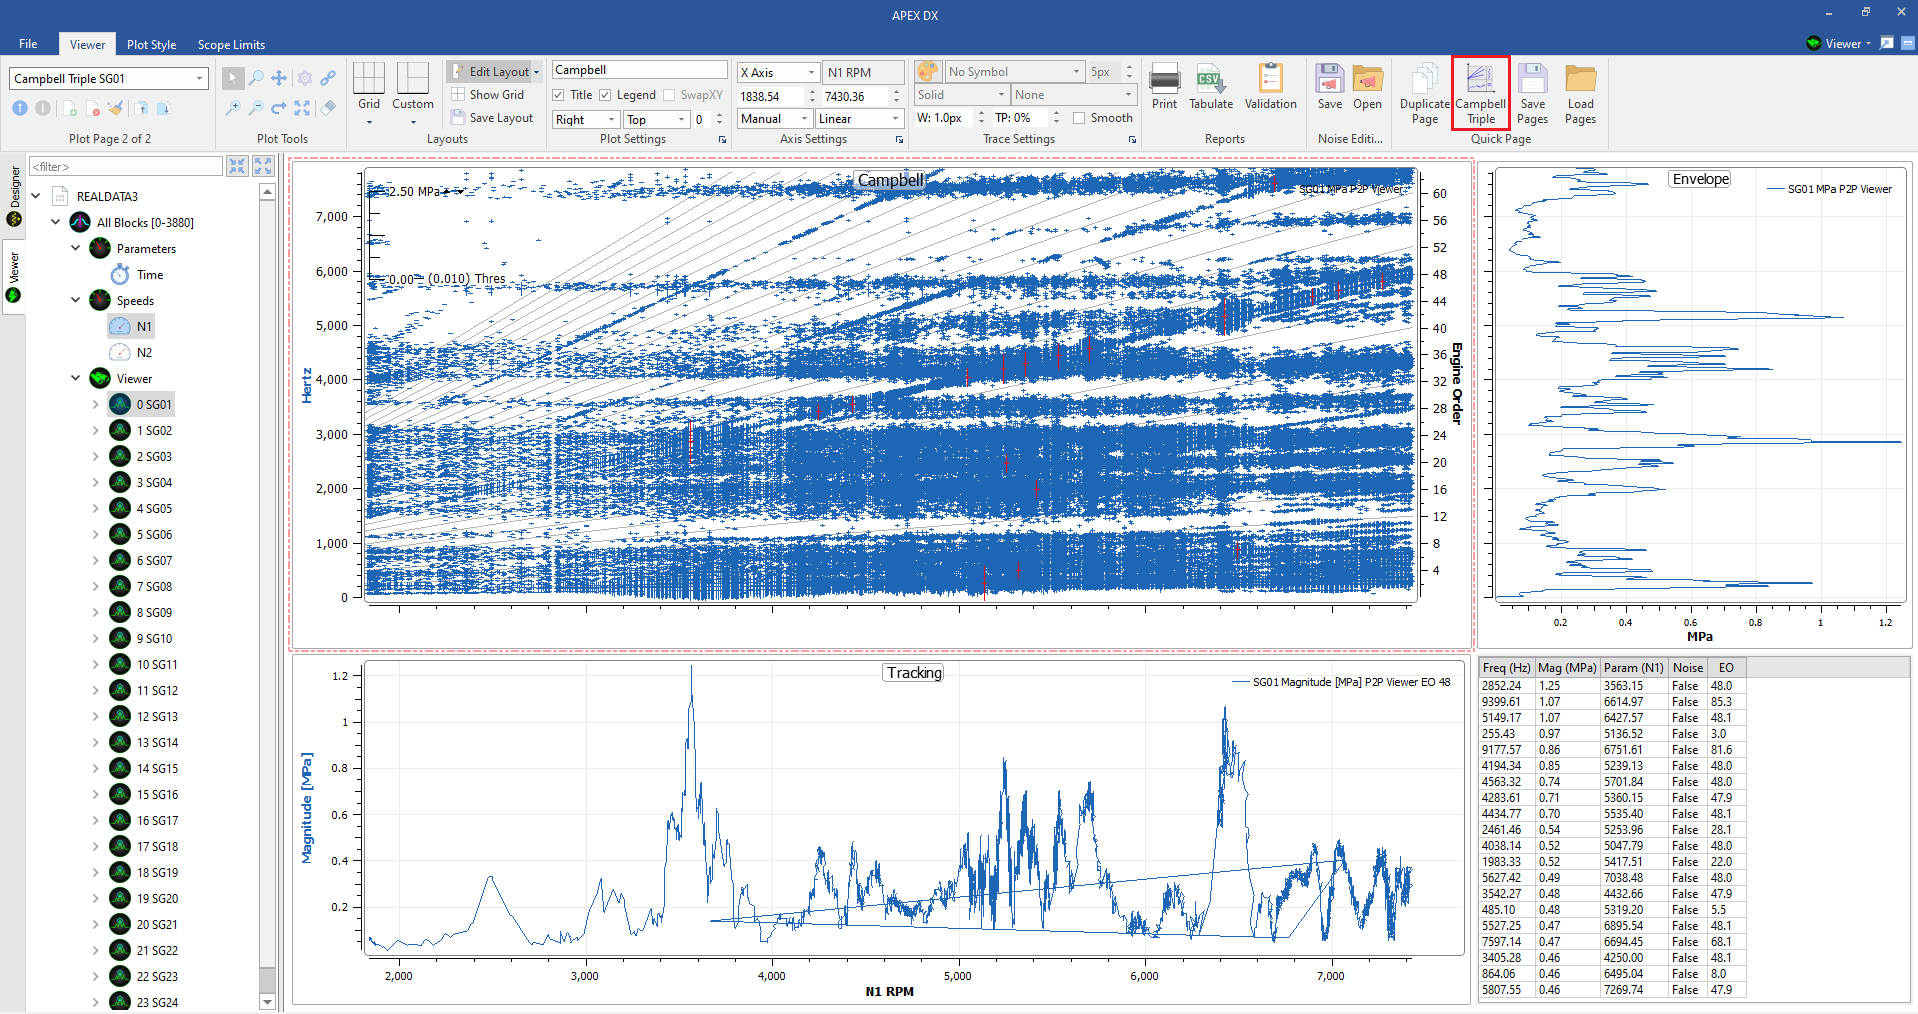 APEX DX
File
Viewer
Plot Style
Scope Limits
Viewer
Campbell Triple SG01
Plot Page 2 of 2
Plot Tools
Grid
Custom
Edit Layout
Show Grid
Save Layout
Layouts
Campbell
Title
Legend
SwapXY
Right
Top
0
Plot Settings
X Axis
N1 RPM
1838.54
7430.36
Manual
Linear
Axis Settings
No Symbol
5px
Solid
None
W: 1.0px
TP: 0%
Smooth
Trace Settings
Print
CSV
Tabulate
Validation
Reports
Save
Open
Noise Editi...
Duplicate Page
Campbell Triple
Save Pages
Load Pages
Quick Page
Designer
Viewer
<filter>
REALDATA3
All Blocks [0-3880]
Parameters
Time
Speeds
N1
N2
Viewer
0 SG01
1 SG02
2 SG03
3 SG04
4 SG05
5 SG06
6 SG07
7 SG08
8 SG09
9 SG10
10 SG11
11 SG12
12 SG13
13 SG14
14 SG15
15 SG16
16 SG17
17 SG18
18 SG19
19 SG20
20 SG21
21 SG22
22 SG23
23 SG24
Campbell
SG01 MPa P2P Viewer
2.50 MPa
0.00
(0.010) Thres
Hertz
7,000
6,000
5,000
4,000
3,000
2,000
1,000
0
Engine Order
60
56
52
48
44
40
36
32
28
24
20
16
12
8
4
Envelope
SG01 MPa P2P Viewer
0.2
0.4
0.6
0.8
1
1.2
MPa
Tracking
SG01 Magnitude [MPa] P2P Viewer EO 48
Magnitude [MPa]
1.2
1
0.8
0.6
0.4
0.2
2,000
3,000
4,000
5,000
6,000
7,000
N1 RPM
Freq (Hz) Mag (MPa) Param (N1) Noise EO
2852.24 1.25 3563.15 False 48.0
9399.61 1.07 6614.97 False 85.3
5149.17 1.07 6427.57 False 48.1
255.43 0.97 5136.52 False 3.0
9177.57 0.86 6751.61 False 81.6
4194.34 0.85 5239.13 False 48.0
4563.32 0.74 5701.84 False 48.0
4283.61 0.71 5360.15 False 47.9
4434.77 0.70 5535.40 False 48.1
2461.46 0.54 5253.96 False 28.1
4038.14 0.52 5047.79 False 48.0
1983.33 0.52 5417.51 False 22.0
5627.42 0.49 7038.48 False 48.0
3542.27 0.48 4432.66 False 47.9
485.10 0.48 5319.20 False 5.5
5527.25 0.47 6895.54 False 48.1
7597.14 0.47 6694.45 False 68.1
3405.28 0.46 4250.00 False 48.1
864.06 0.46 6495.04 False 8.0
5807.55 0.46 7269.74 False 47.9